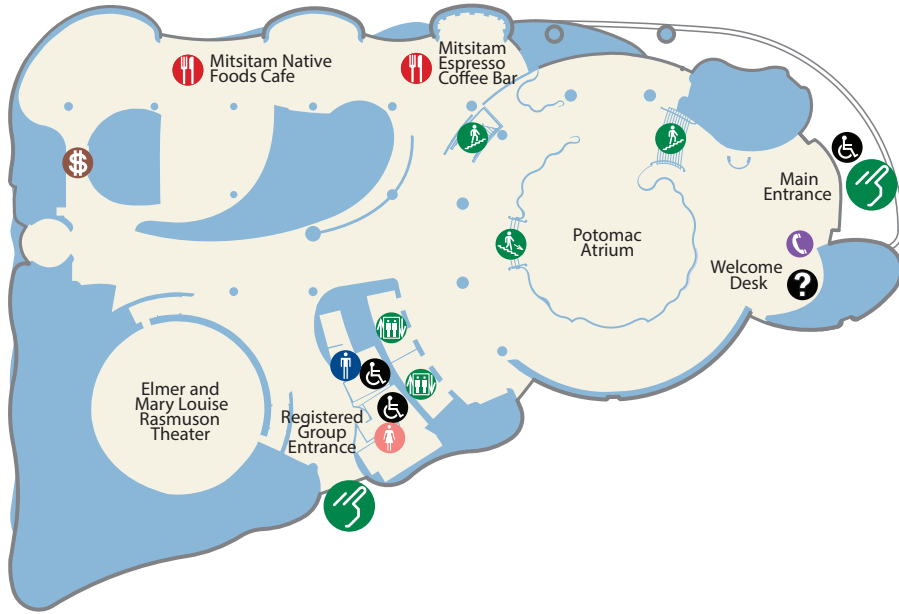 Mitsitam Native
Foods Cafe
Mitsitam
Espresso
Coffee Bar
$
Main
Entrance
Potomac
Atrium
Welcome
Desk
?
Elmer and
Mary Louise
Rasmuson
Theater
Registered
Group
Entrance